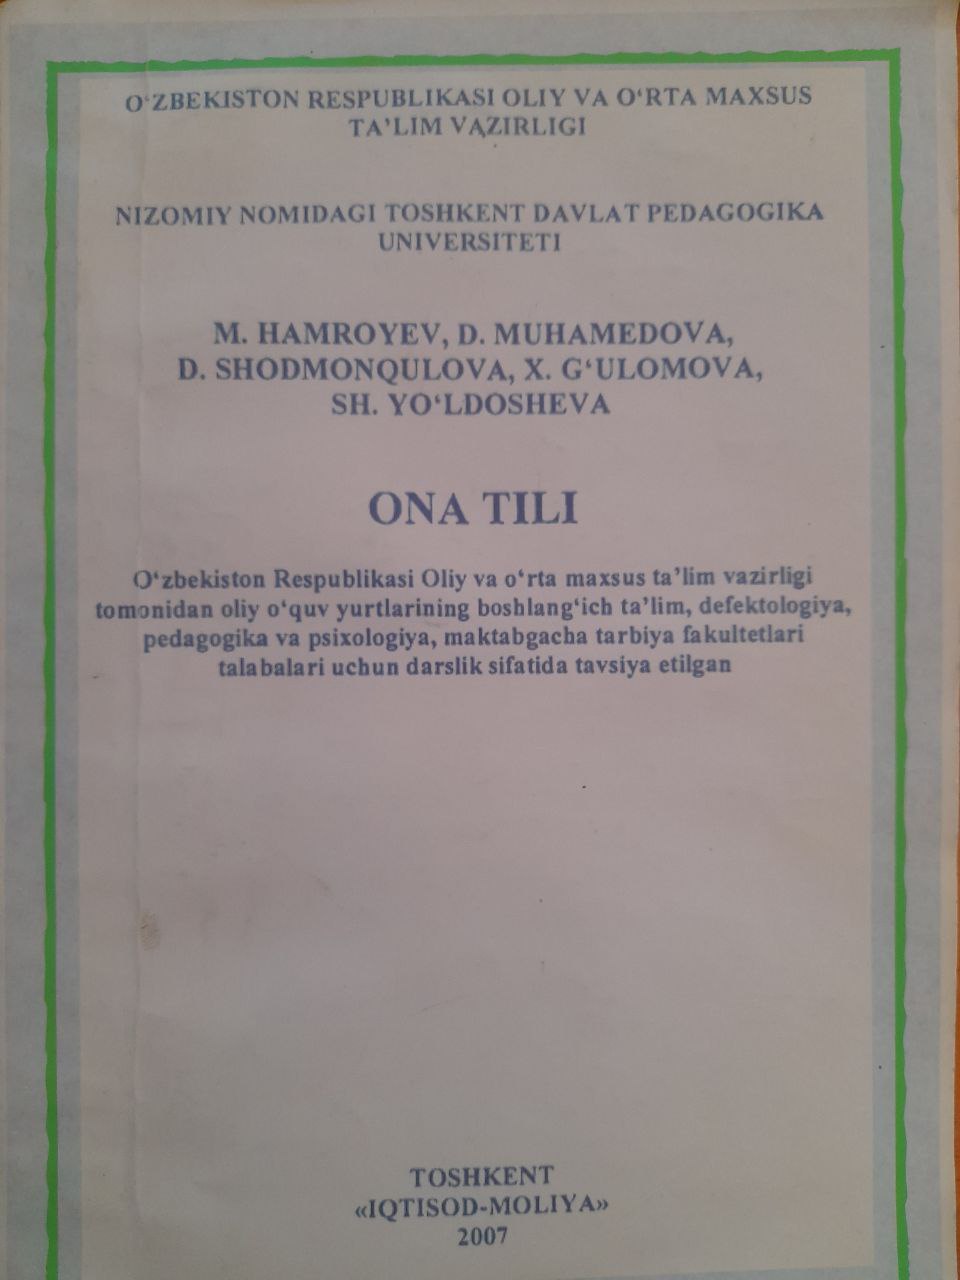 O‘ZBEKISTON RESPUBLIKASI OLIY VA O‘RTA MAXSUS
TA’LIM VAZIRLIGI
NIZOMIY NOMIDAGI TOSHKENT DAVLAT PEDAGOGIKA
UNIVERSITETI
M. HAMROYEV, D. MUHAMEDOVA,
D. SHODMONQULOVA, X. G‘ULOMOVA,
SH. YO‘LDOSHEVA
ONA TILI
O‘zbekiston Respublikasi Oliy va o‘rta maxsus ta’lim vazirligi
tomonidan oliy o‘quv yurtlarining boshlang‘ich ta’lim, defektologiya,
pedagogika va psixologiya, maktabgacha tarbiya fakultetlari
talabalari uchun darslik sifatida tavsiya etilgan
TOSHKENT
«IQTISOD-MOLIYA»
2007